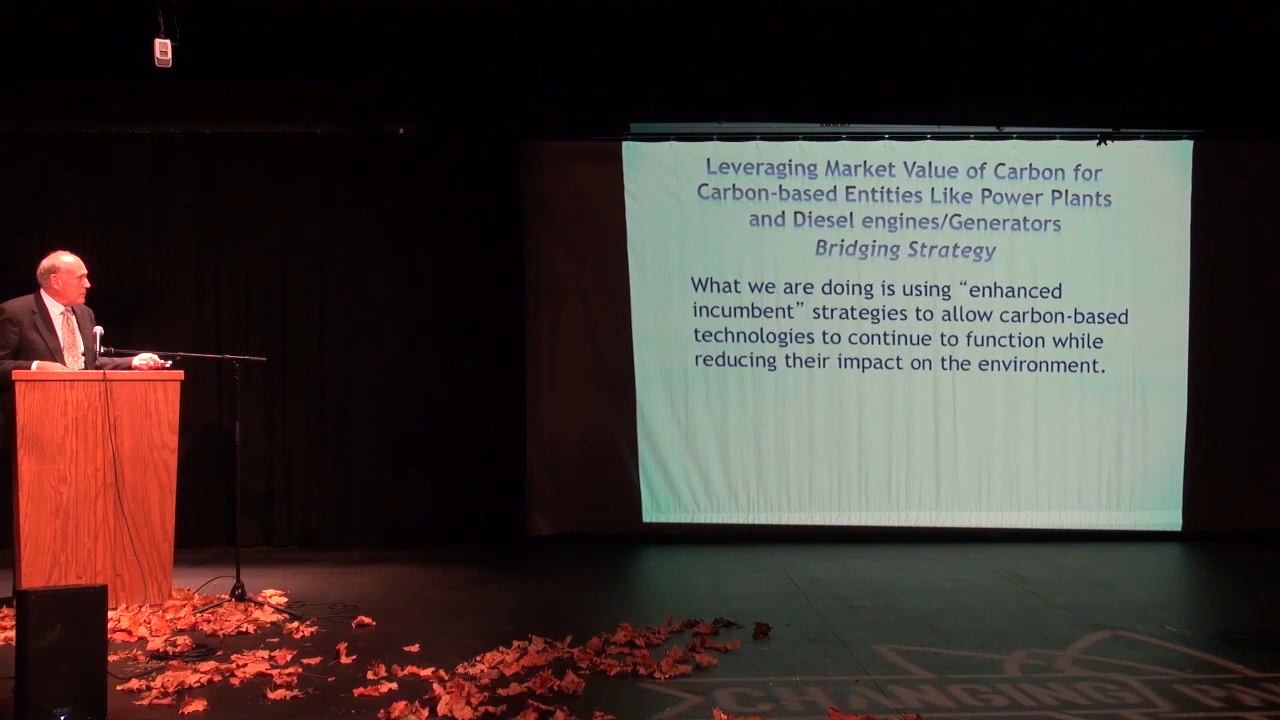 Leveraging Market Value of Carbon for
Carbon-based Entities Like Power Plants
and Diesel engines/Generators
Bridging Strategy
What we are doing is using “enhanced
incumbent” strategies to allow carbon-based
technologies to continue to function while
reducing their impact on the environment.
CHANGING